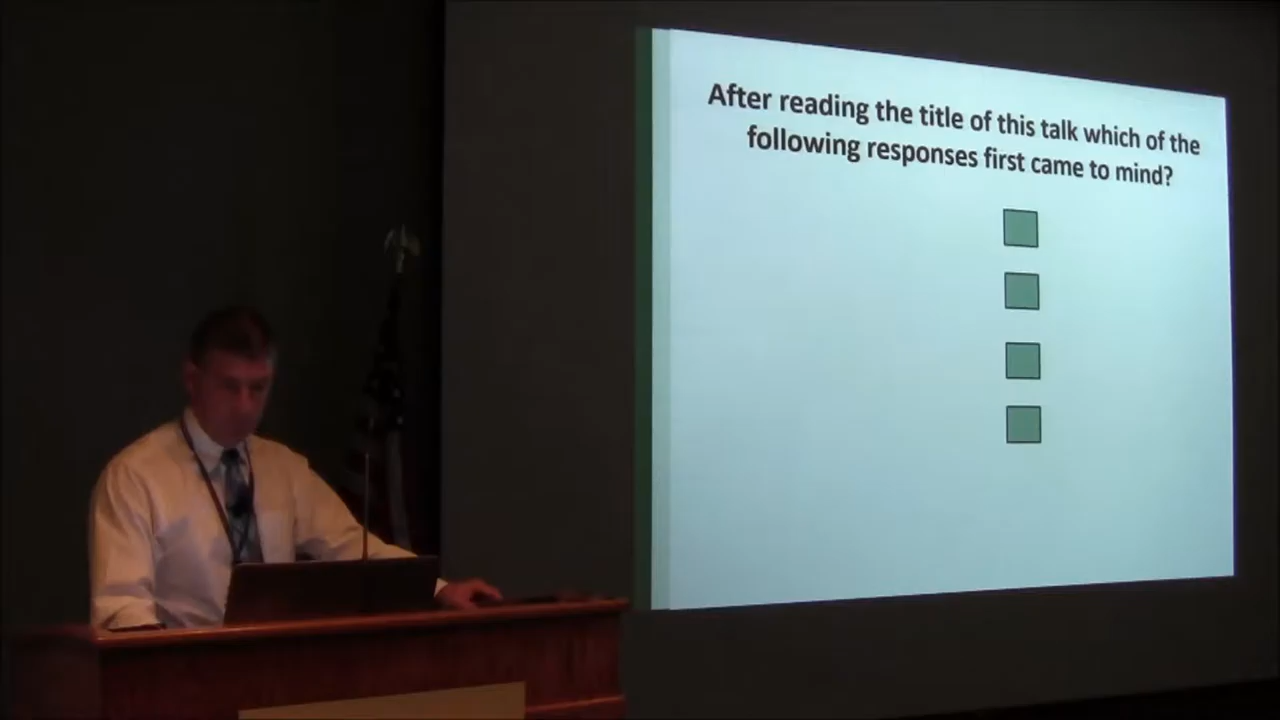 After reading the title of this talk which of the
following responses first came to mind?